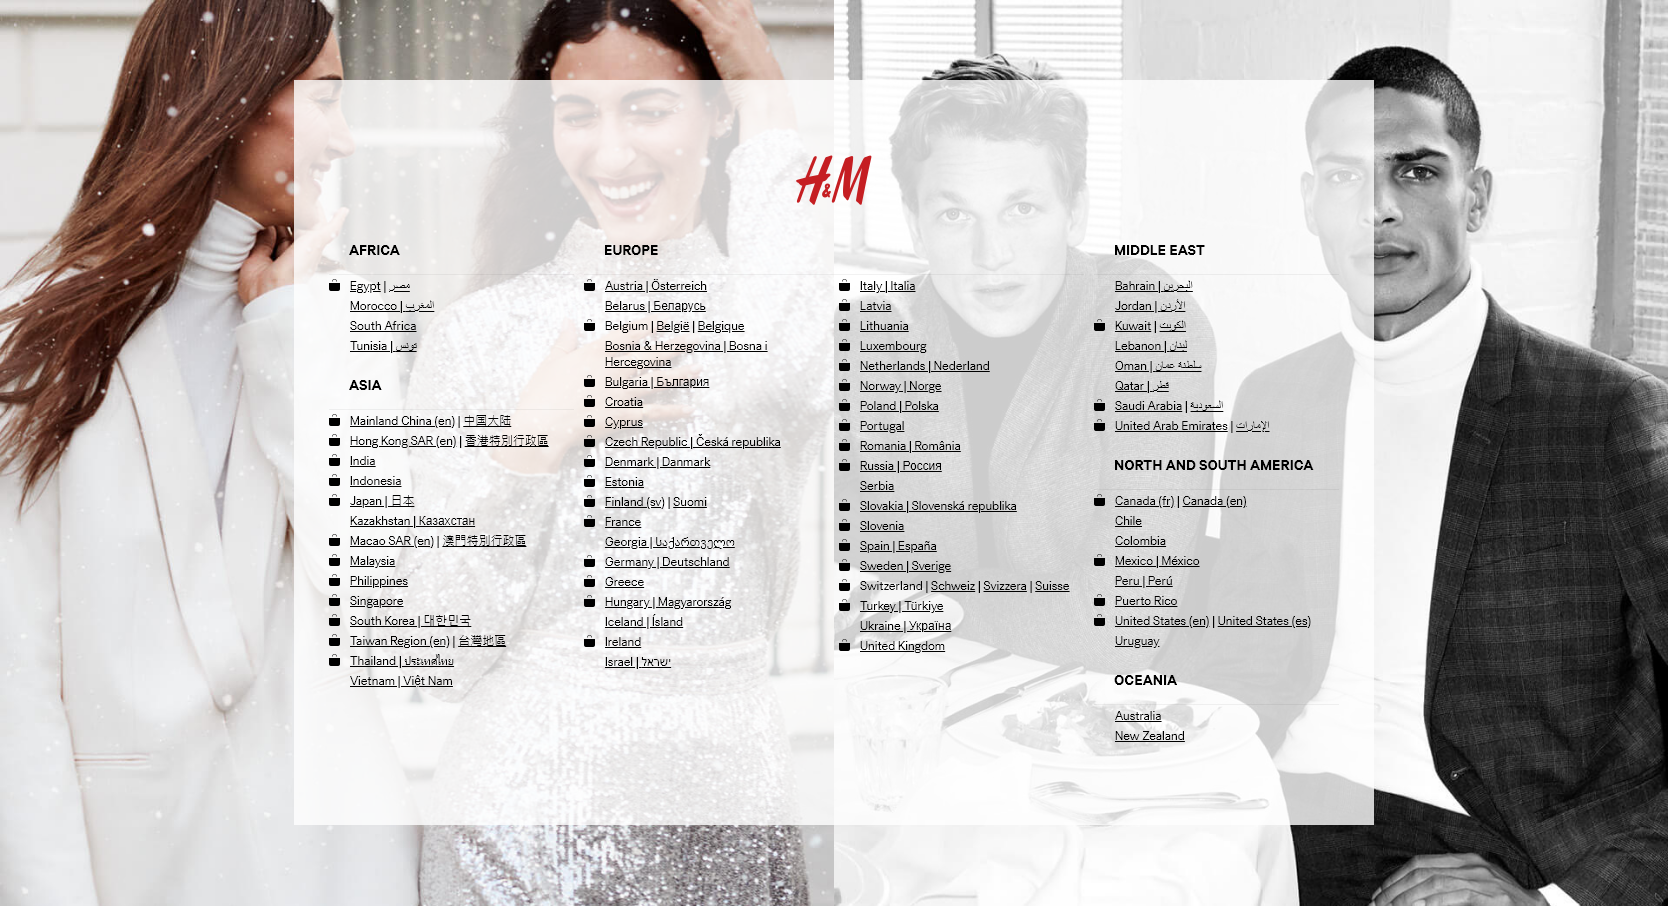 H&M
AFRICA
Egypt | مصر
Morocco | المغرب
South Africa
Tunisia | تونس
ASIA
Mainland China (en) | 中国大陆
Hong Kong SAR (en) | 香港特別行政區
India
Indonesia
Japan | 日本
Kazakhstan | Казахстан
Macao SAR (en) | 澳門特別行政區
Malaysia
Philippines
Singapore
South Korea | 대한민국
Taiwan Region (en) | 台灣地區
Thailand | ประเทศไทย
Vietnam | Việt Nam
EUROPE
Austria | Österreich
Belarus | Беларусь
Belgium | België | Belgique
Bosnia & Herzegovina | Bosna i
Hercegovina
Bulgaria | България
Croatia
Cyprus
Czech Republic | Česká republika
Denmark | Danmark
Estonia
Finland (sv) | Suomi
France
Georgia | საქართველო
Germany | Deutschland
Greece
Hungary | Magyarország
Iceland | Ísland
Ireland
Israel | ישראל
Italy | Italia
Latvia
Lithuania
Luxembourg
Netherlands | Nederland
Norway | Norge
Poland | Polska
Portugal
Romania | România
Russia | Россия
Serbia
Slovakia | Slovenská republika
Slovenia
Spain | España
Sweden | Sverige
Switzerland | Schweiz | Svizzera | Suisse
Turkey | Türkiye
Ukraine | Україна
United Kingdom
MIDDLE EAST
Bahrain | البحرين
Jordan | الأردن
Kuwait | الكويت
Lebanon | لبنان
Oman | سلطنة عمان
Qatar | قطر
Saudi Arabia | السعودية
United Arab Emirates | الإمارات
NORTH AND SOUTH AMERICA
Canada (fr) | Canada (en)
Chile
Colombia
Mexico | México
Peru | Perú
Puerto Rico
United States (en) | United States (es)
Uruguay
OCEANIA
Australia
New Zealand